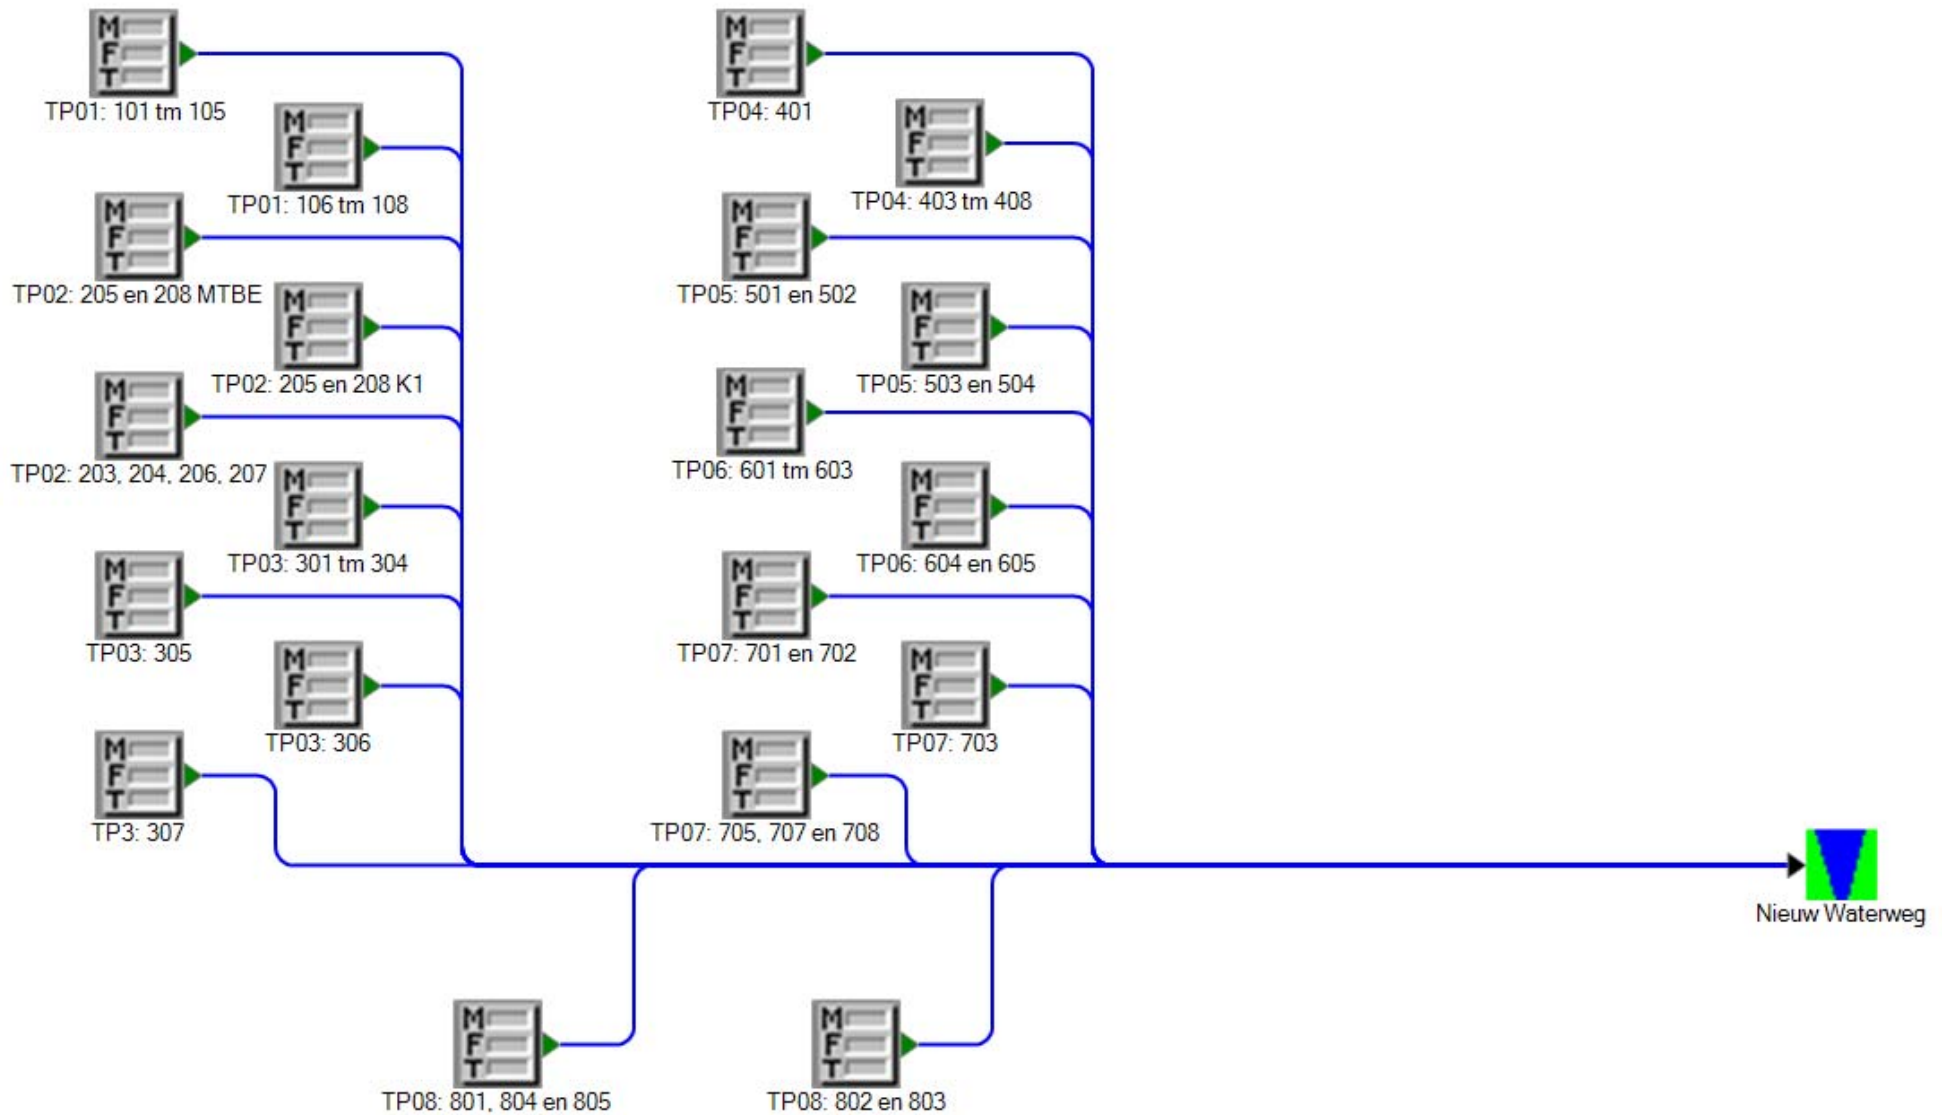 M
F
T
TP01: 101 tm 105
M
F
T
TP01: 106 tm 108
M
F
T
TP02: 205 en 208 MTBE
M
F
T
TP02: 205 en 208 K1
M
F
T
TP02: 203, 204, 206, 207
M
F
T
TP03: 301 tm 304
M
F
T
TP03: 305
M
F
T
TP03: 306
M
F
T
TP3: 307
M
F
T
TP04: 401
M
F
T
TP04: 403 tm 408
M
F
T
TP05: 501 en 502
M
F
T
TP05: 503 en 504
M
F
T
TP06: 601 tm 603
M
F
T
TP06: 604 en 605
M
F
T
TP07: 701 en 702
M
F
T
TP07: 703
M
F
T
TP07: 705, 707 en 708
Nieuw Waterweg
M
F
T
TP08: 801, 804 en 805
M
F
T
TP08: 802 en 803